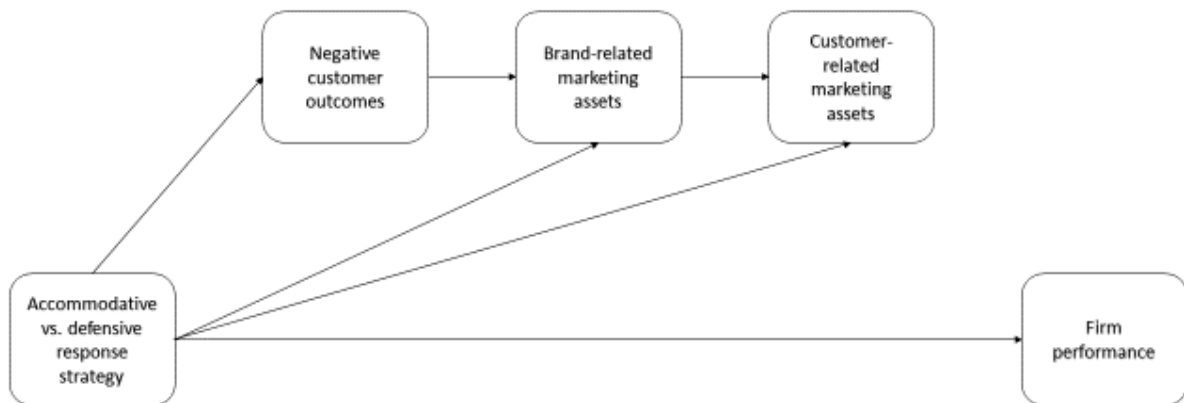 Negative
customer
outcomes
Brand-related
marketing
assets
Customer-
related
marketing
assets
Accommodative
vs. defensive
response
strategy
Firm
performance